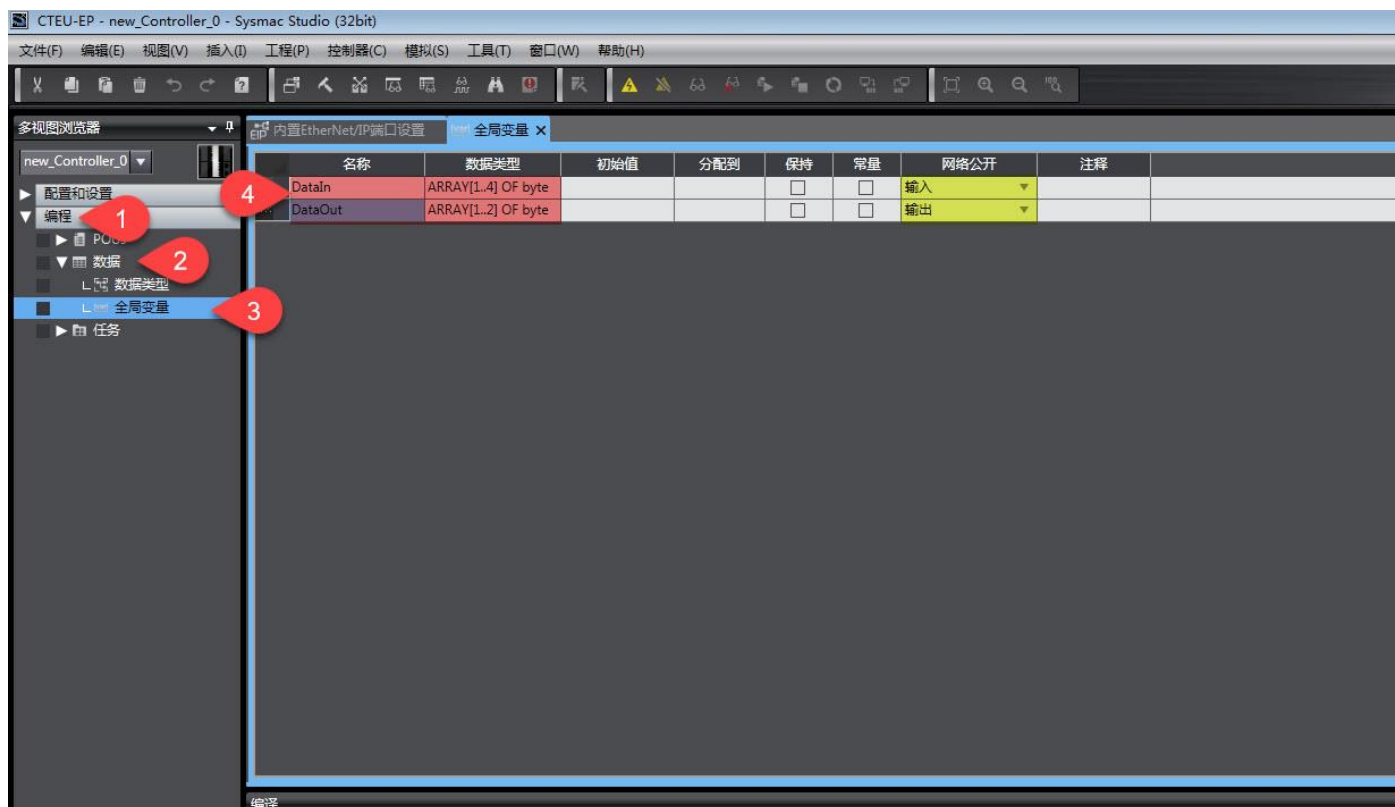 CTEU-EP - new_Controller_0 - Sysmac Studio (32bit)
文件(F) 编辑(E) 视图(V) 插入(I) 工程(P) 控制器(C) 模拟(S) 工具(T) 窗口(W) 帮助(H)
多视图浏览器
内置EtherNet/IP端口设置 全局变量
new_Controller_0
名称 数据类型 初始值 分配到 保持 常量 网络公开 注释
4 DataIn ARRAY[1..4] OF byte 输入
DataOut ARRAY[1..2] OF byte 输出
配置和设置
编程 1
数据 2
数据类型
全局变量 3
任务
编译